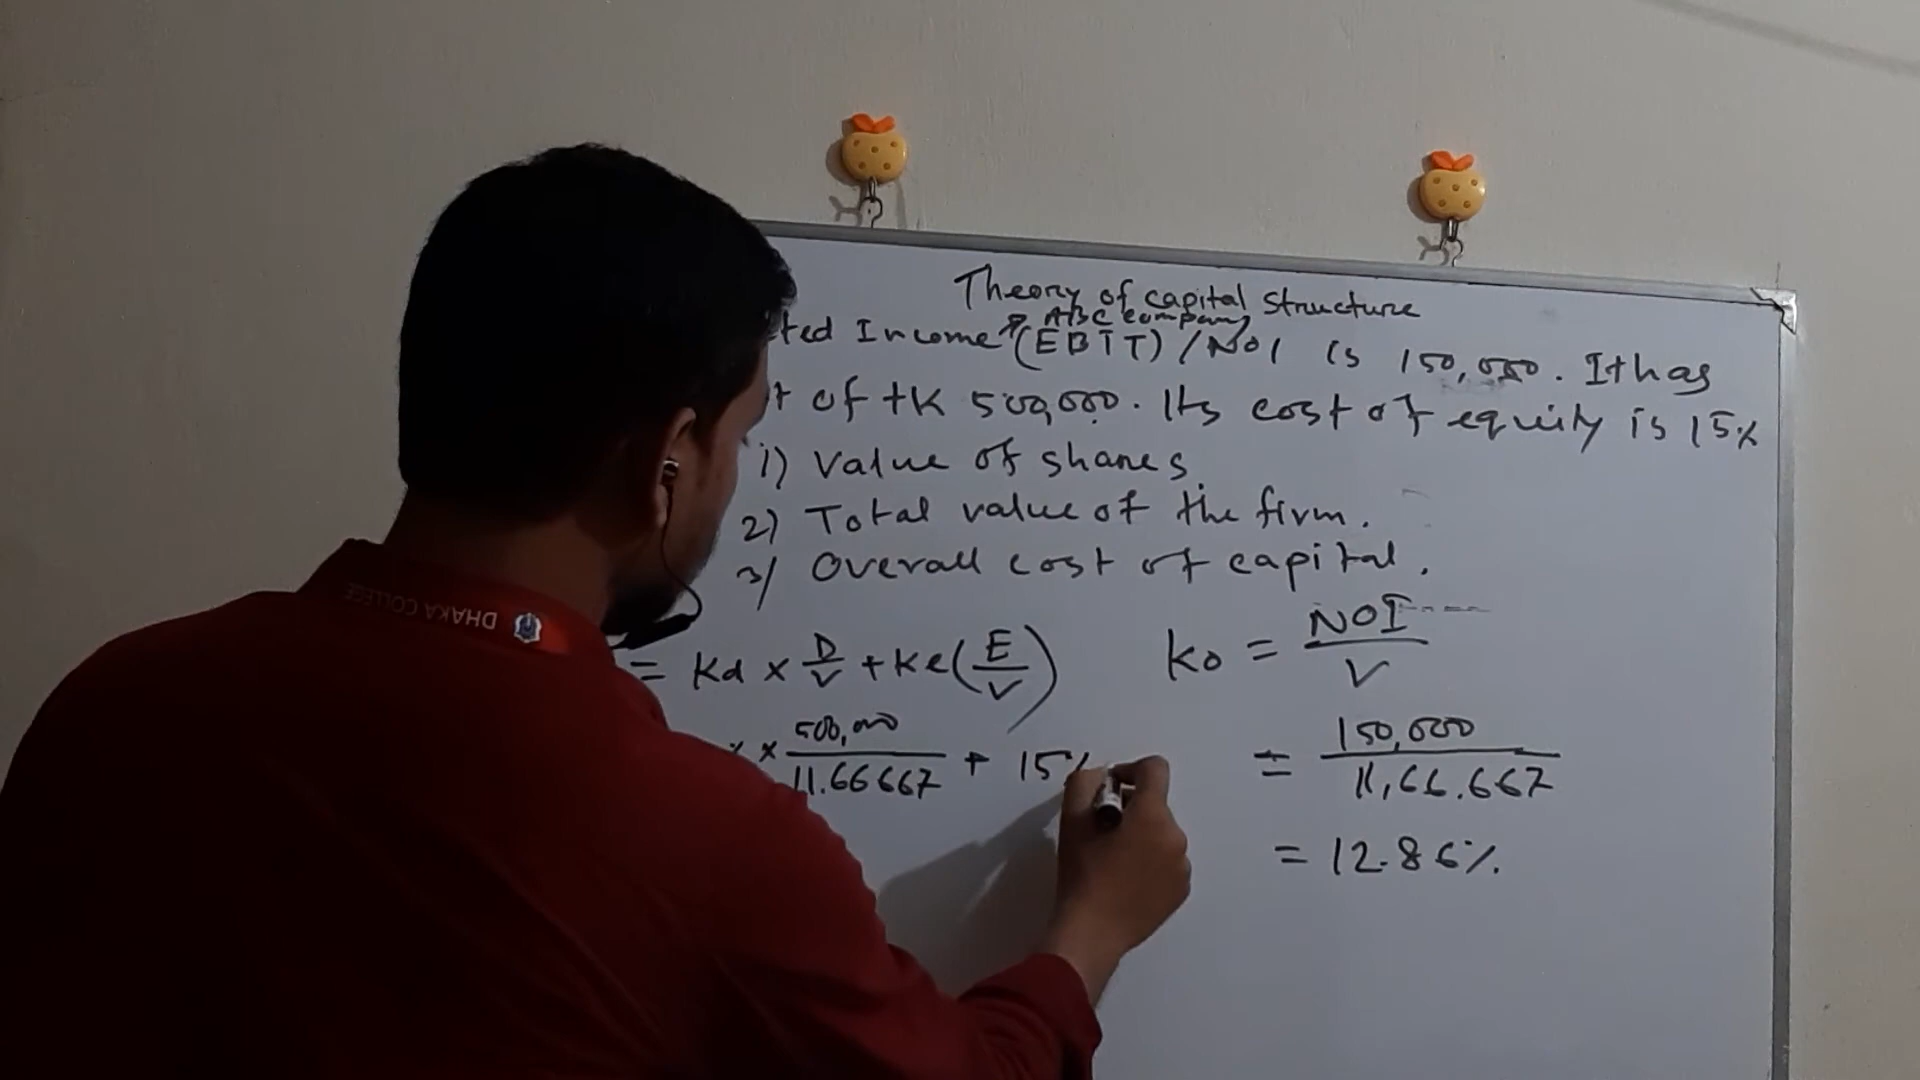 Theory of capital structure
ABC company
ted Income (EBIT) / NOI is 150,000. It has
t of tk 500,000. Its cost of equity is 15%
1) Value of shares
2) Total value of the firm.
3) Overall cost of capital.
= Kd × D/V + Ke (E/V)
% × 500,000/11.66667 + 15%
Ko = NOI/V
= 150,000/11,66.667
= 12.86%
DHAKA COLLEGE